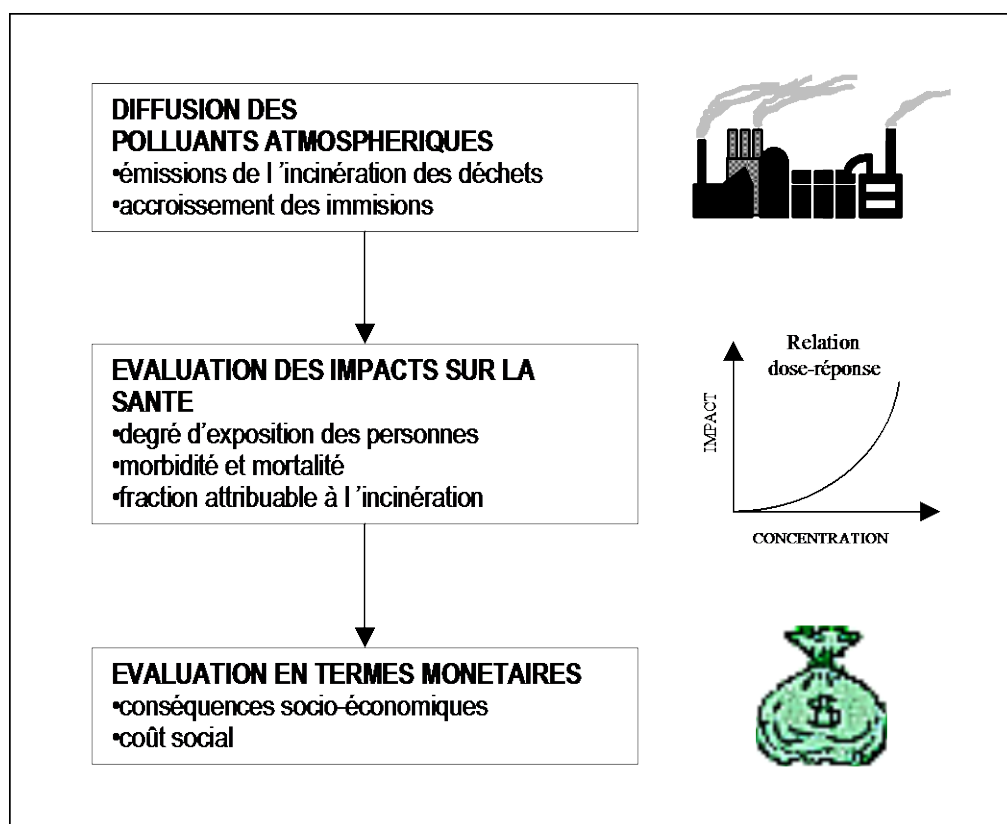 DIFFUSION DES
POLLUANTS ATMOSPHERIQUES
•émissions de l ’incinération des déchets
•accroissement des immisions
EVALUATION DES IMPACTS SUR LA
SANTE
•degré d’exposition des personnes
•morbidité et mortalité
•fraction attribuable à l ’incinération
Relation
dose-réponse
IMPACT
CONCENTRATION
EVALUATION EN TERMES MONETAIRES
•conséquences socio-économiques
•coût social
$